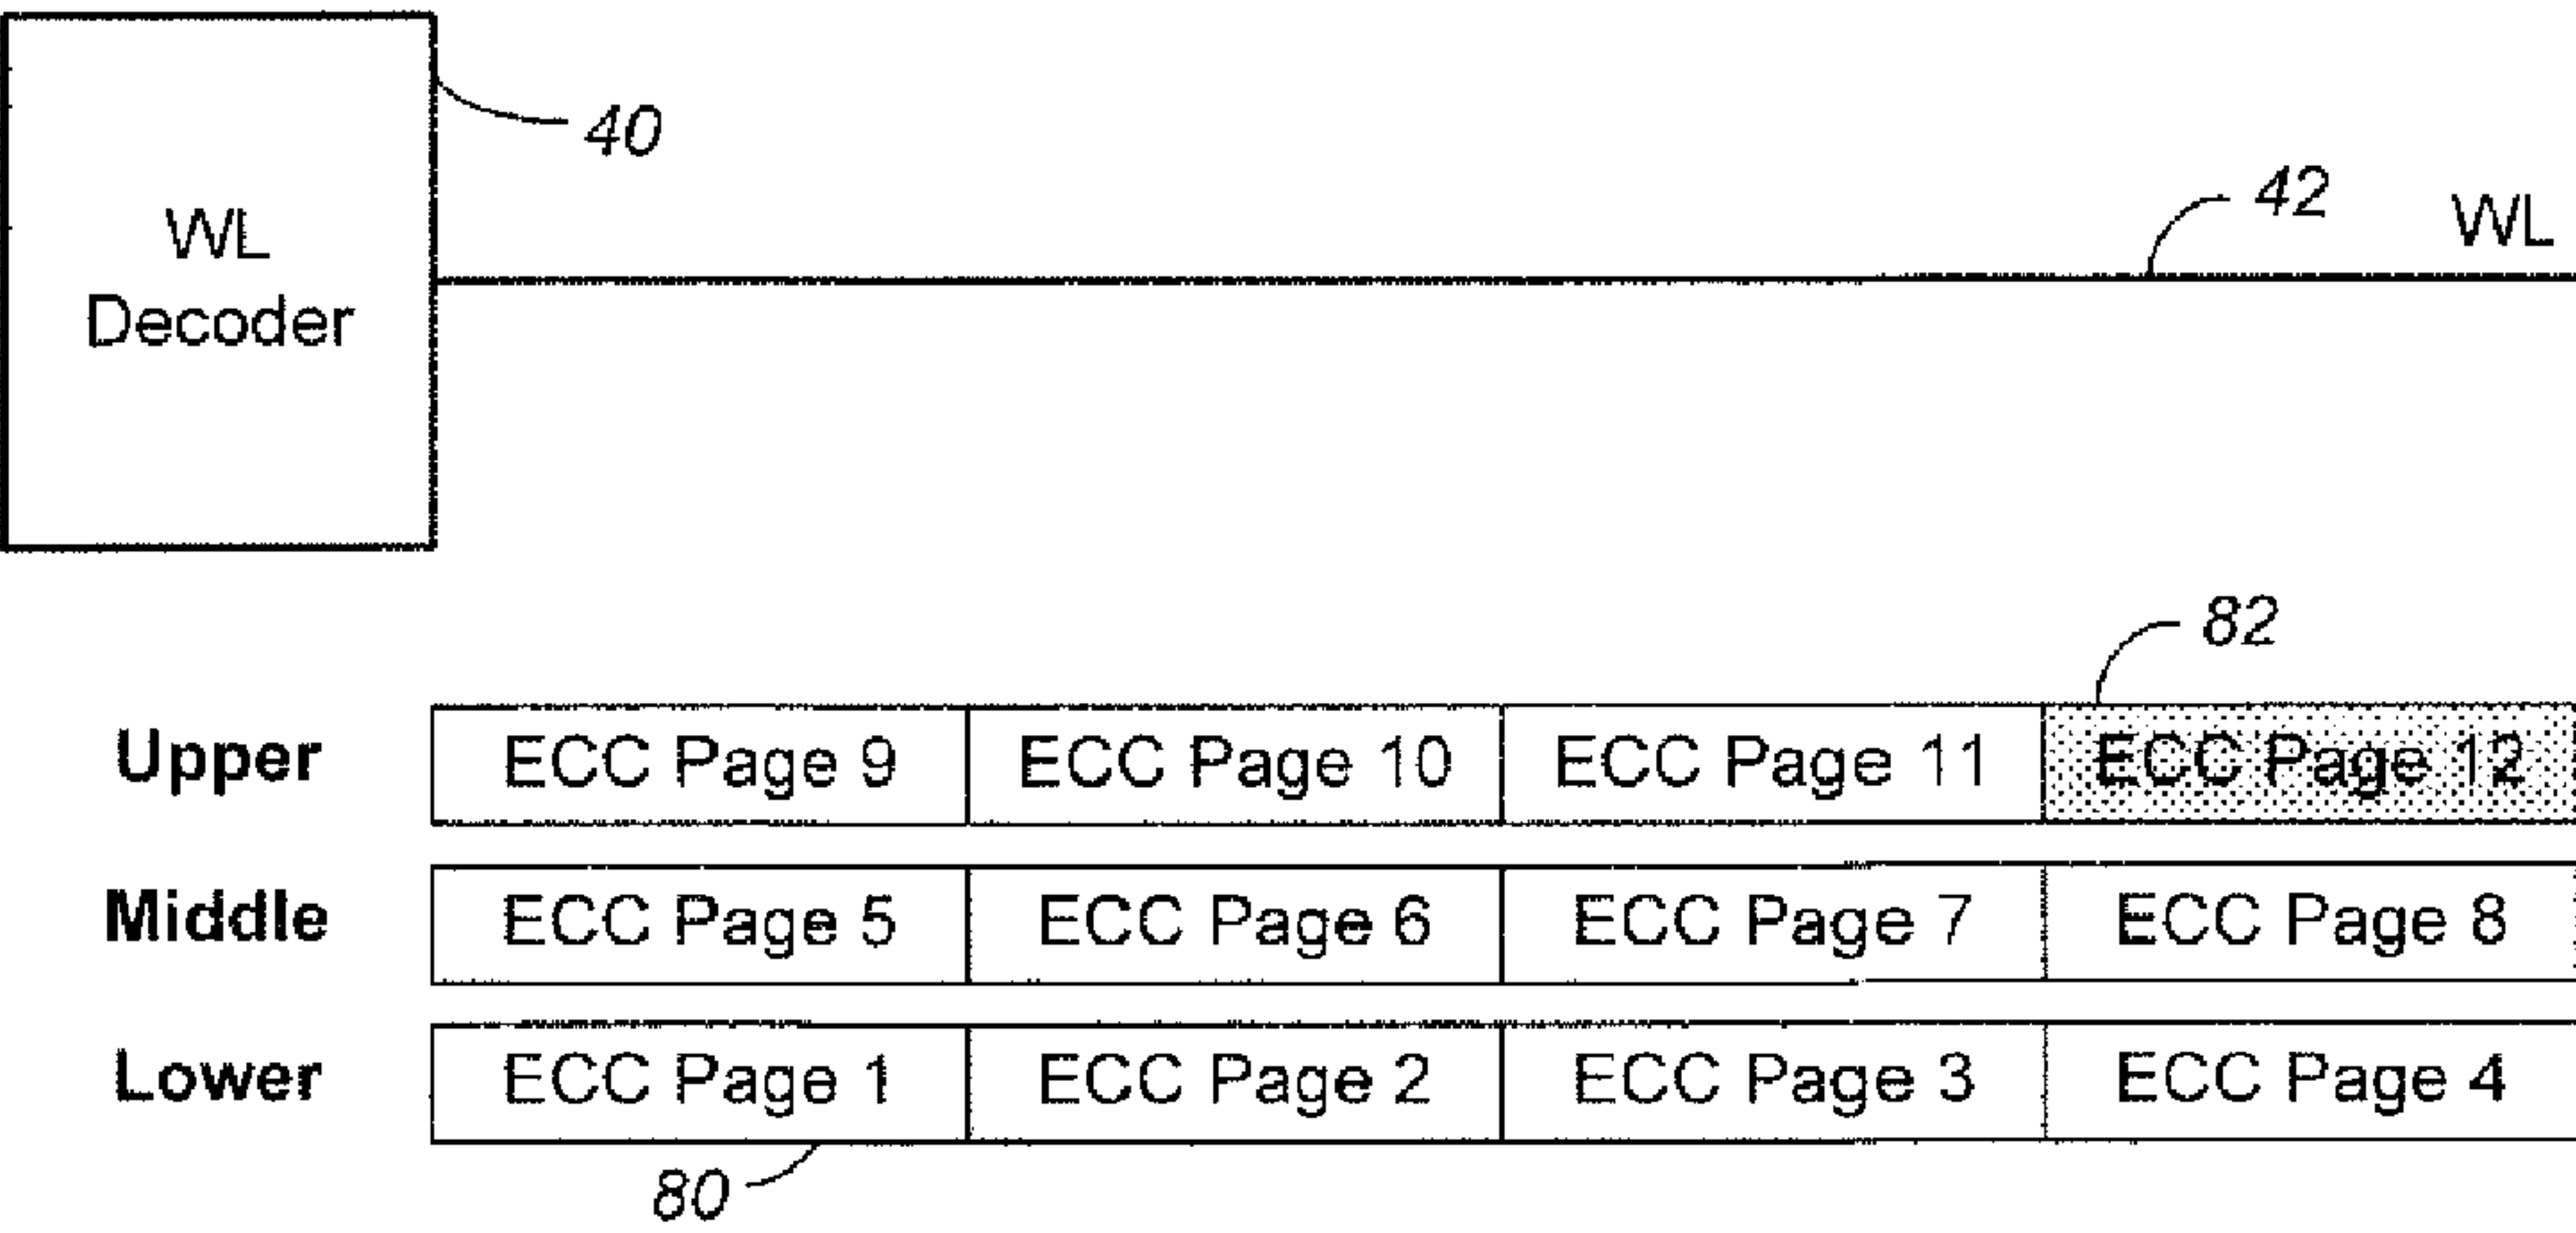 40
WL
Decoder
42
WL
82
Upper
ECC Page 9
ECC Page 10
ECC Page 11
ECC Page 12
Middle
ECC Page 5
ECC Page 6
ECC Page 7
ECC Page 8
Lower
ECC Page 1
ECC Page 2
ECC Page 3
ECC Page 4
80